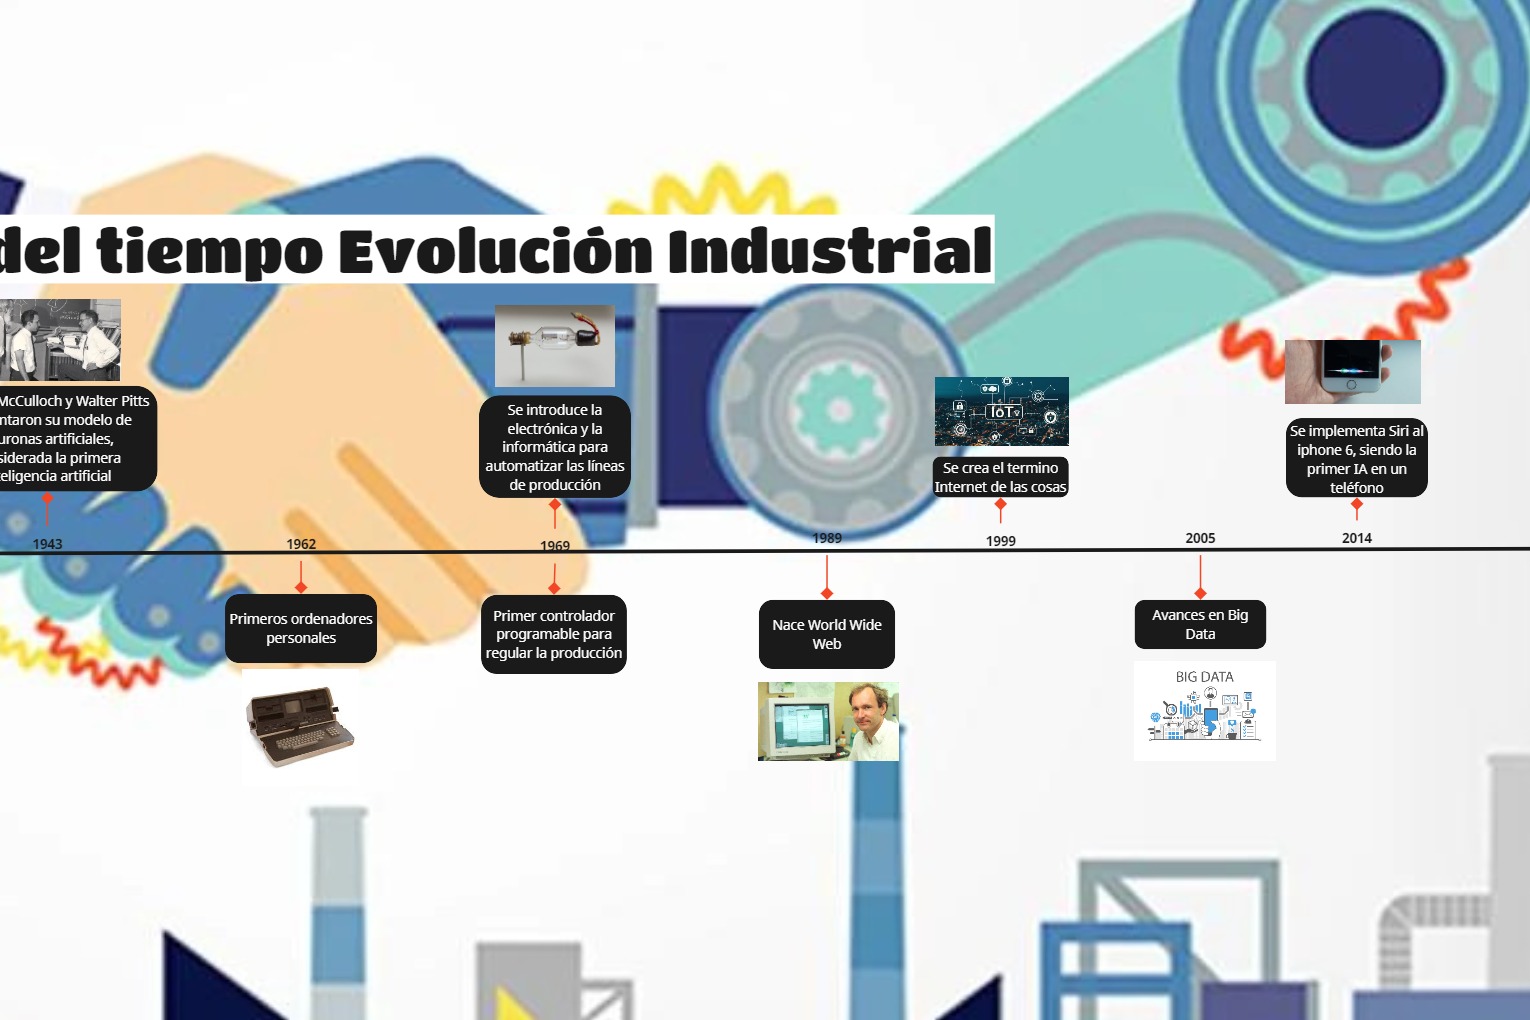 del tiempo Evolución Industrial
McCulloch y Walter Pitts
ntaron su modelo de
uronas artificiales,
siderada la primera
eligencia artificial
1943
1962
Primeros ordenadores
personales
Se introduce la
electrónica y la
informática para
automatizar las líneas
de producción
1969
Primer controlador
programable para
regular la producción
1989
Nace World Wide
Web
IoT
Se crea el termino
Internet de las cosas
1999
2005
Avances en Big
Data
BIG DATA
Se implementa Siri al
iphone 6, siendo la
primer IA en un
teléfono
2014